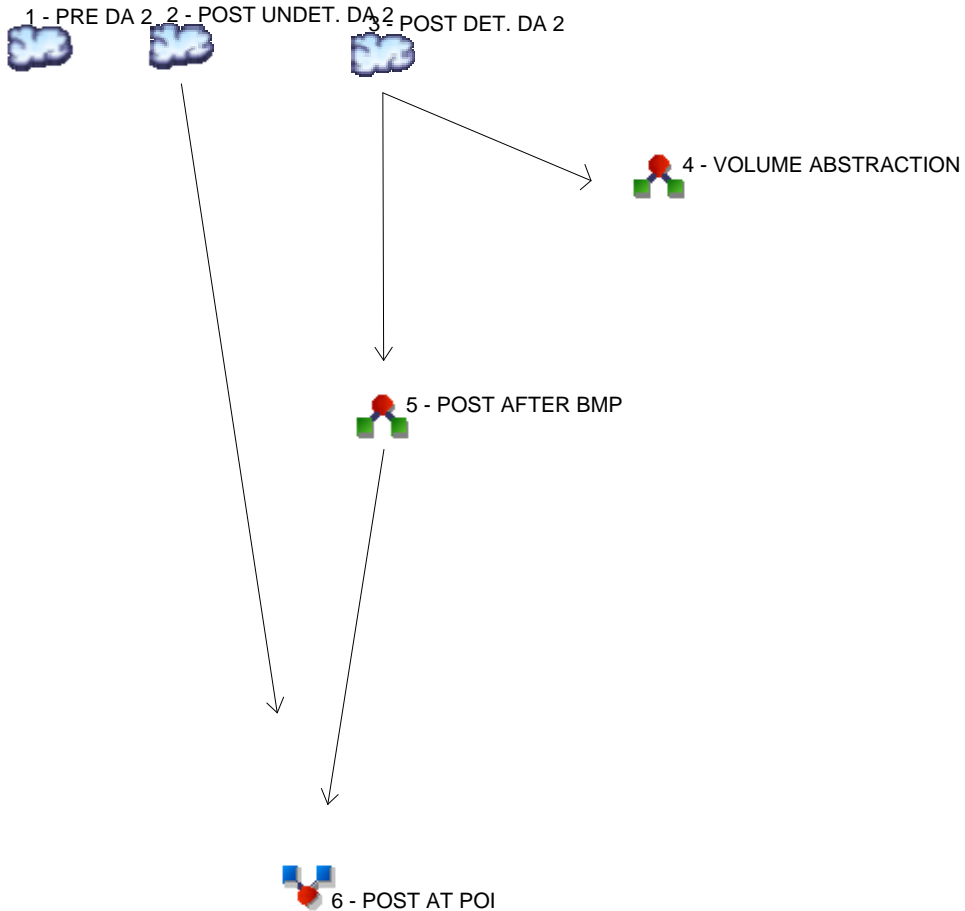 1 - PRE DA 2
2 - POST UNDET. DA 2
3 - POST DET. DA 2
4 - VOLUME ABSTRACTION
5 - POST AFTER BMP
6 - POST AT POI